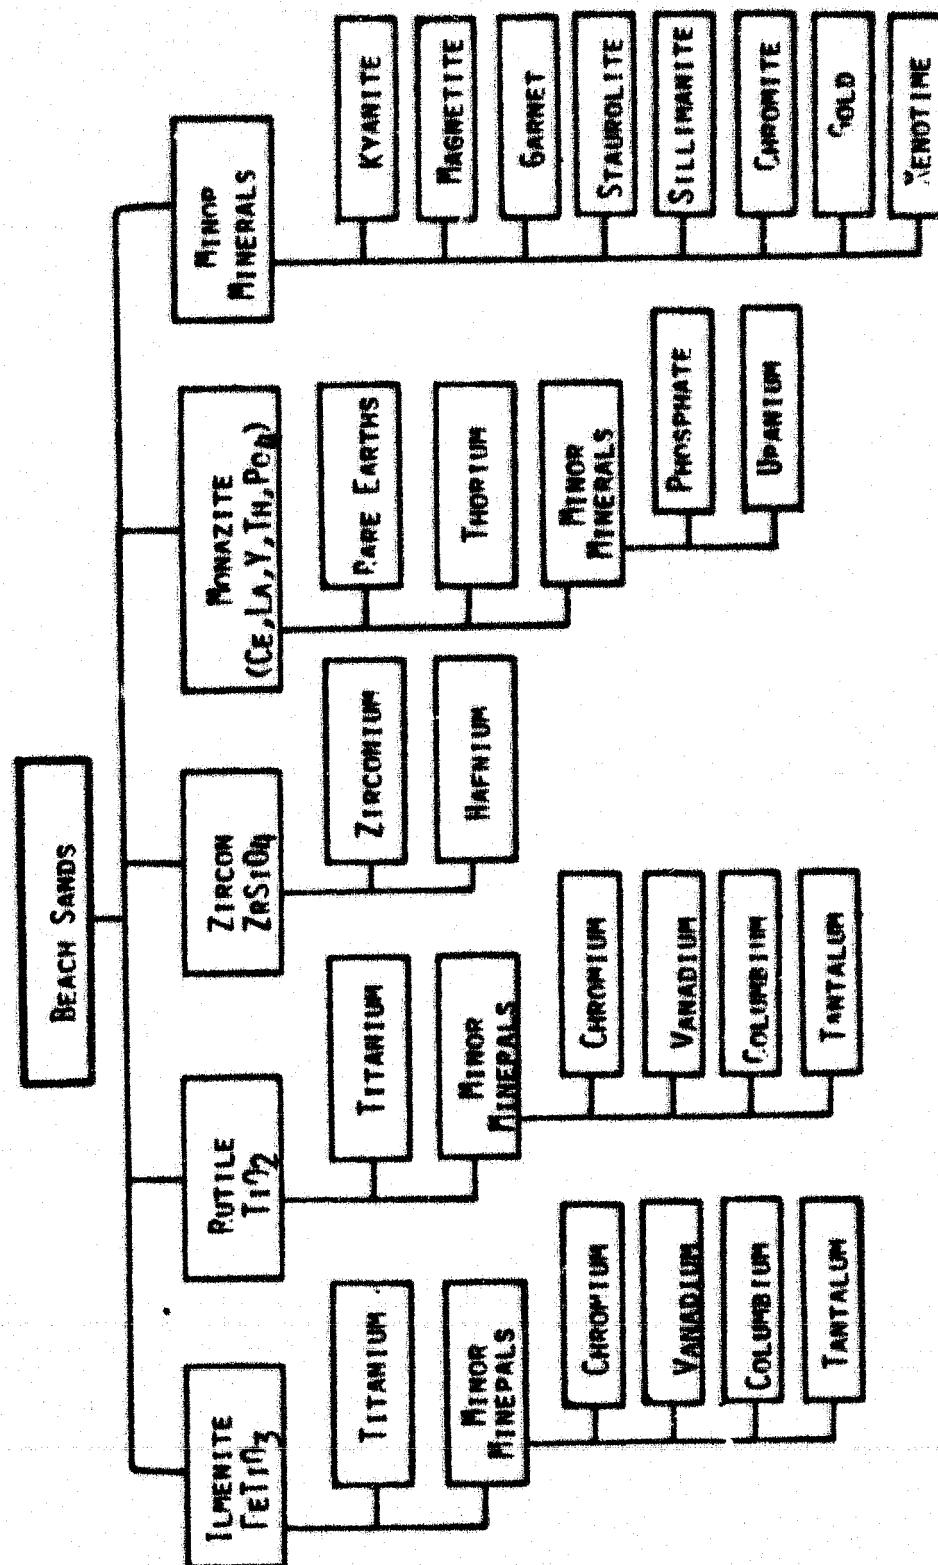 BEACH SANDS
ILMENITE
FETIO3
RUTILE
TIO2
ZIRCON
ZRSIO4
MONAZITE
(CE,LA,Y,TH,PO4)
MINOR
MINERALS
TITANIUM
MINOR
MINERALS
CHROMIUM
VANADIUM
COLUMBIUM
TANTALUM
TITANIUM
MINOR
MINERALS
CHROMIUM
VANADIUM
COLUMBIUM
TANTALUM
ZIRCONIUM
HAFNIUM
RARE EARTHS
THORIUM
MINOR
MINERALS
PHOSPHATE
URANIUM
KYANITE
MAGNETITE
GARNET
STAUROLITE
SILLIMANITE
CHROMITE
GOLD
XENOTIME